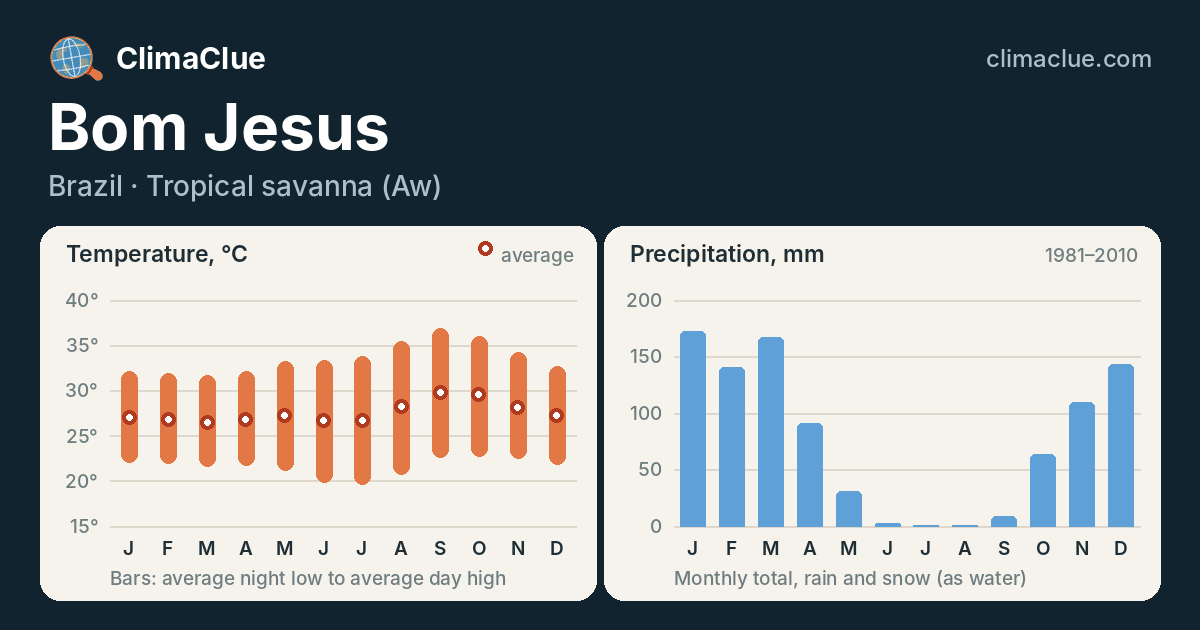 ClimaClue
climaclue.com
Bom Jesus
Brazil · Tropical savanna (Aw)
Temperature, °C
average
40°
35°
30°
25°
20°
15°
J F M A M J J A S O N D
Bars: average night low to average day high
Precipitation, mm
1981–2010
200
150
100
50
0
J F M A M J J A S O N D
Monthly total, rain and snow (as water)